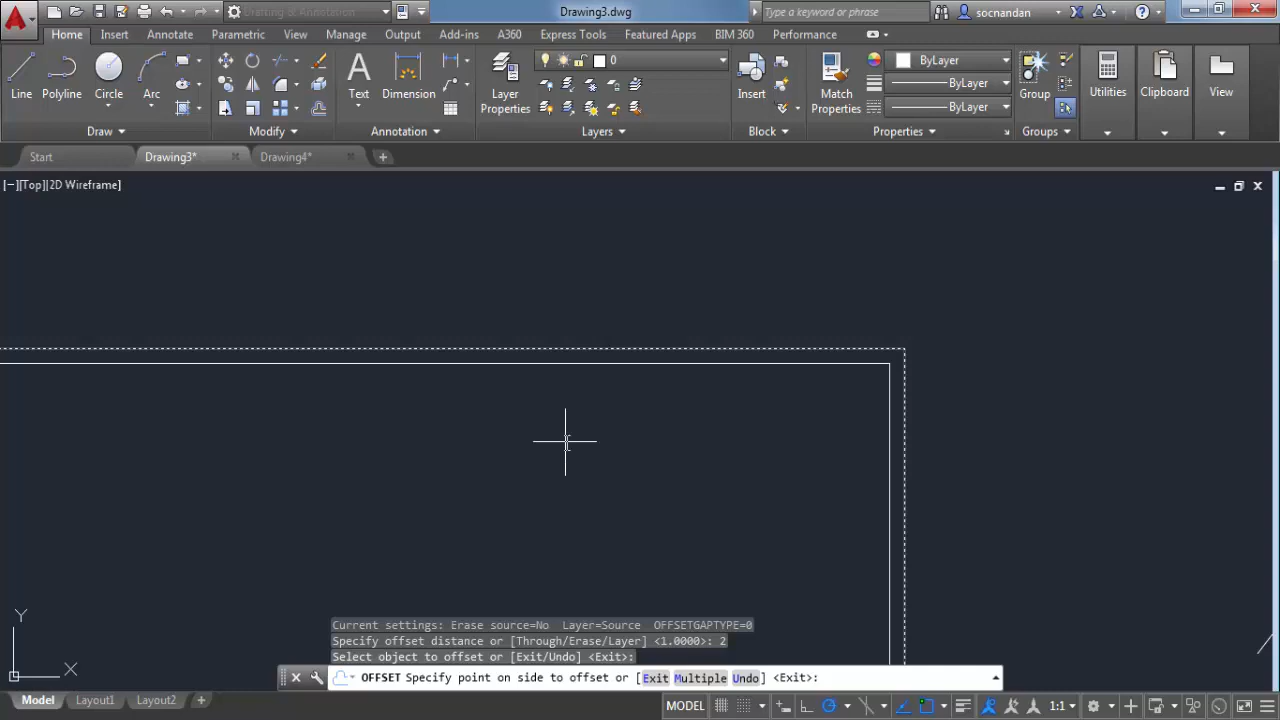 Drafting & Annotation
Drawing3.dwg
Type a keyword or phrase
socnandan
Home Insert Annotate Parametric View Manage Output Add-ins A360 Express Tools Featured Apps BIM 360 Performance
Line Polyline Circle Arc
Text Dimension
Layer Properties
0
Insert
Match Properties
ByLayer
ByLayer
ByLayer
Group
Utilities
Clipboard
View
Draw Modify Annotation Layers Block Properties Groups
Start Drawing3* Drawing4*
[−][Top][2D Wireframe]
Y
X
Current settings: Erase source=No Layer=Source OFFSETGAPTYPE=0
Specify offset distance or [Through/Erase/Layer] <1.0000>: 2
Select object to offset or [Exit/Undo] <Exit>:
OFFSET Specify point on side to offset or [Exit Multiple Undo] <Exit>:
Model Layout1 Layout2
MODEL 1:1